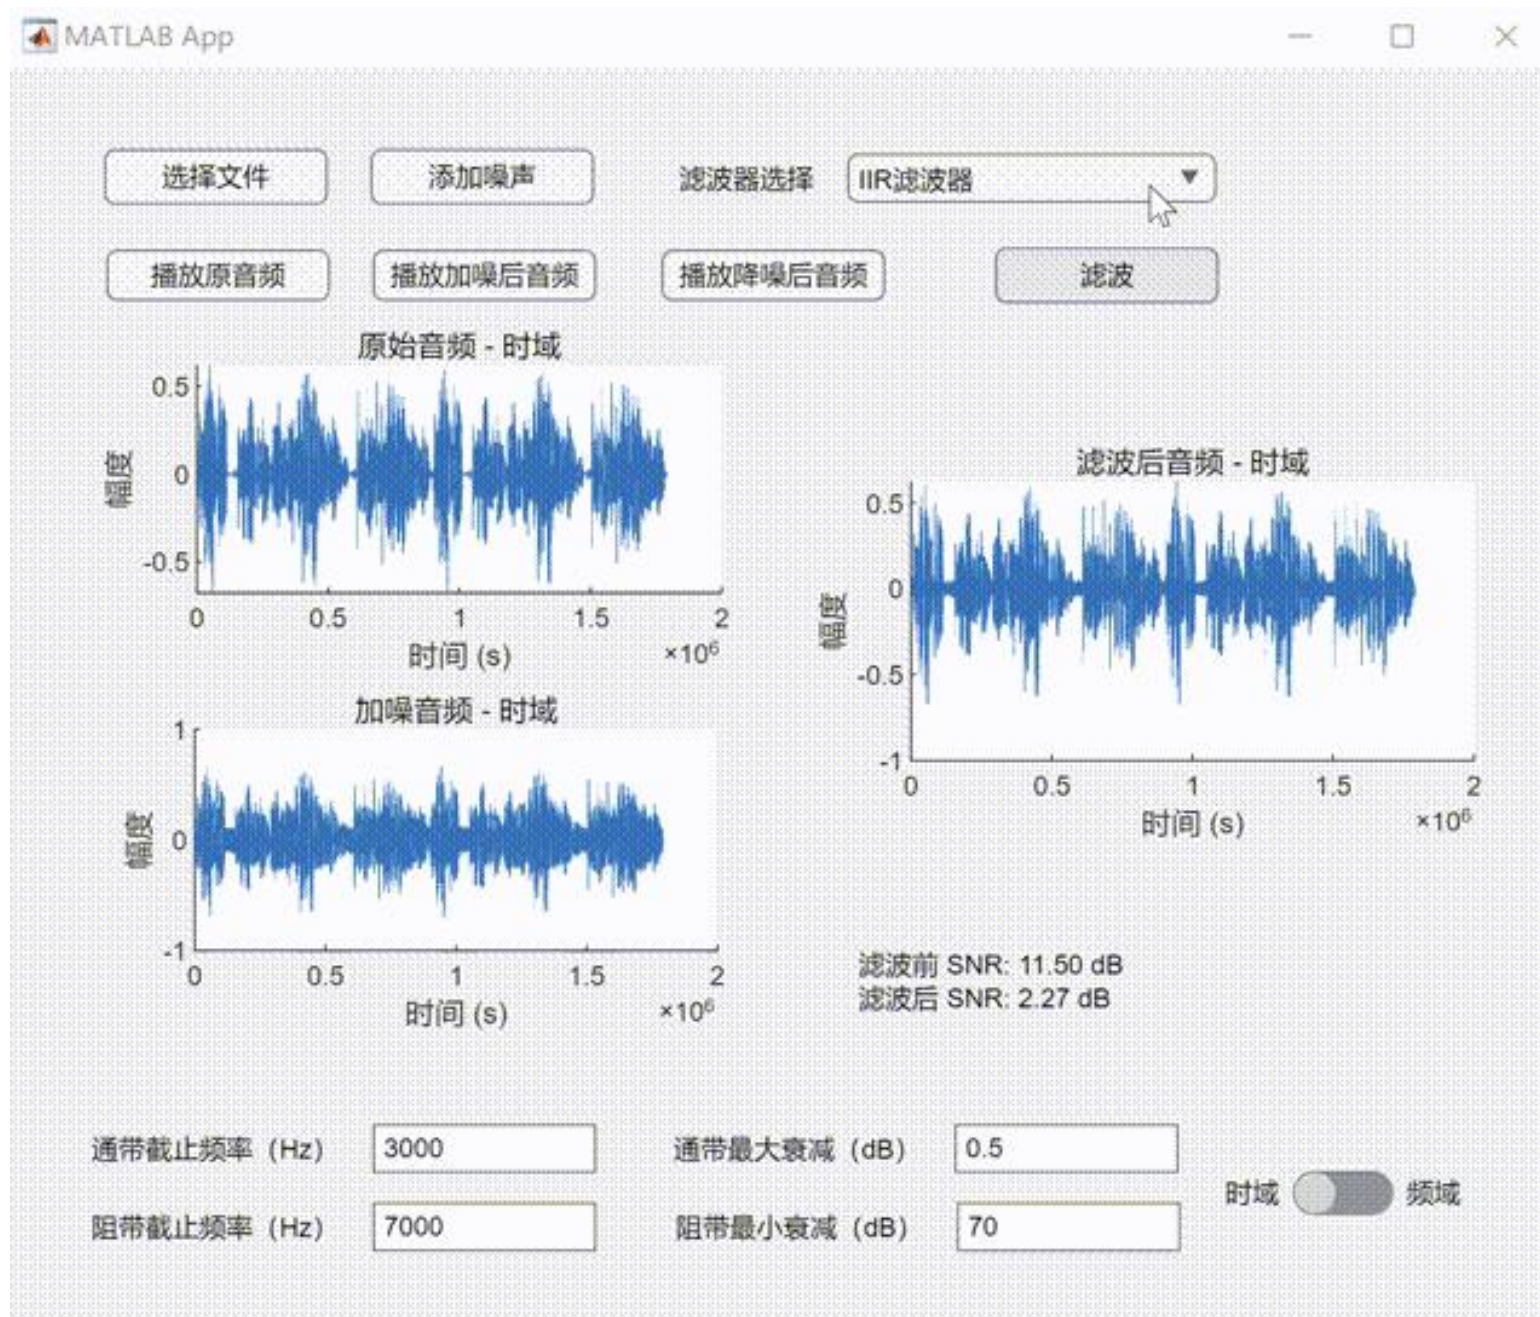 MATLAB App
选择文件
添加噪声
滤波器选择
IIR滤波器
播放原音频
播放加噪后音频
播放降噪后音频
滤波
原始音频 - 时域
0.5
0
-0.5
幅度
0 0.5 1 1.5 2
时间 (s)
×10⁶
加噪音频 - 时域
1
0
-1
幅度
0 0.5 1 1.5 2
时间 (s)
×10⁶
滤波后音频 - 时域
0.5
0
-0.5
-1
幅度
0 0.5 1 1.5 2
时间 (s)
×10⁶
滤波前 SNR: 11.50 dB
滤波后 SNR: 2.27 dB
通带截止频率（Hz） 3000
通带最大衰减（dB） 0.5
阻带截止频率（Hz） 7000
阻带最小衰减（dB） 70
时域 频域